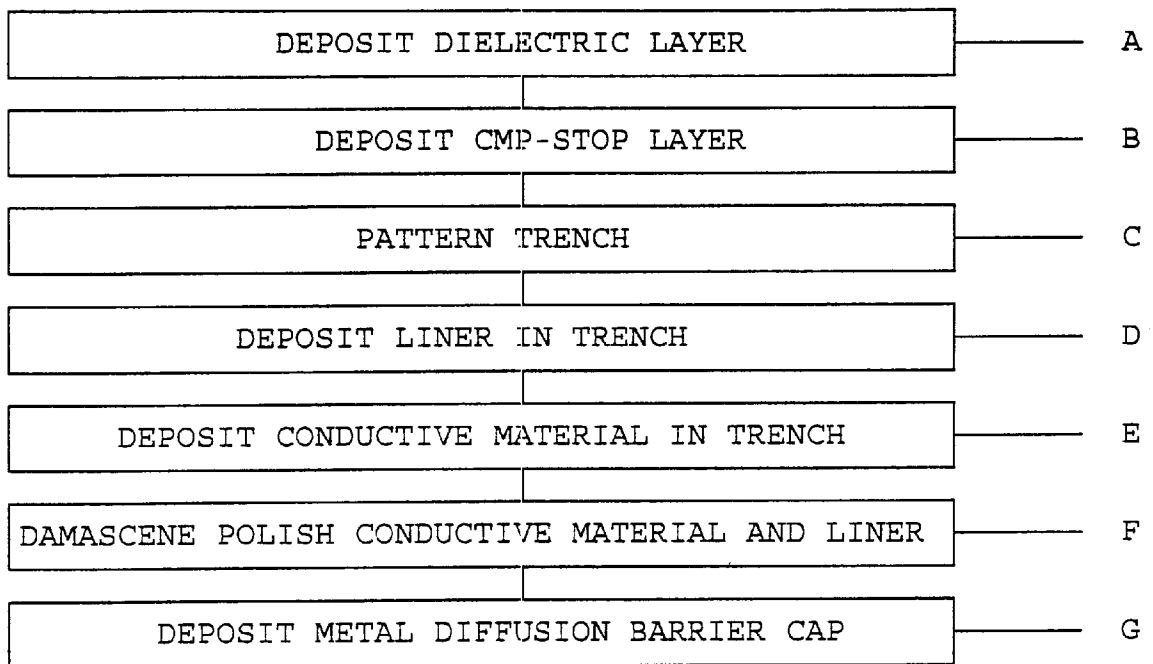 DEPOSIT DIELECTRIC LAYER A
DEPOSIT CMP-STOP LAYER B
PATTERN TRENCH C
DEPOSIT LINER IN TRENCH D
DEPOSIT CONDUCTIVE MATERIAL IN TRENCH E
DAMASCENE POLISH CONDUCTIVE MATERIAL AND LINER F
DEPOSIT METAL DIFFUSION BARRIER CAP G